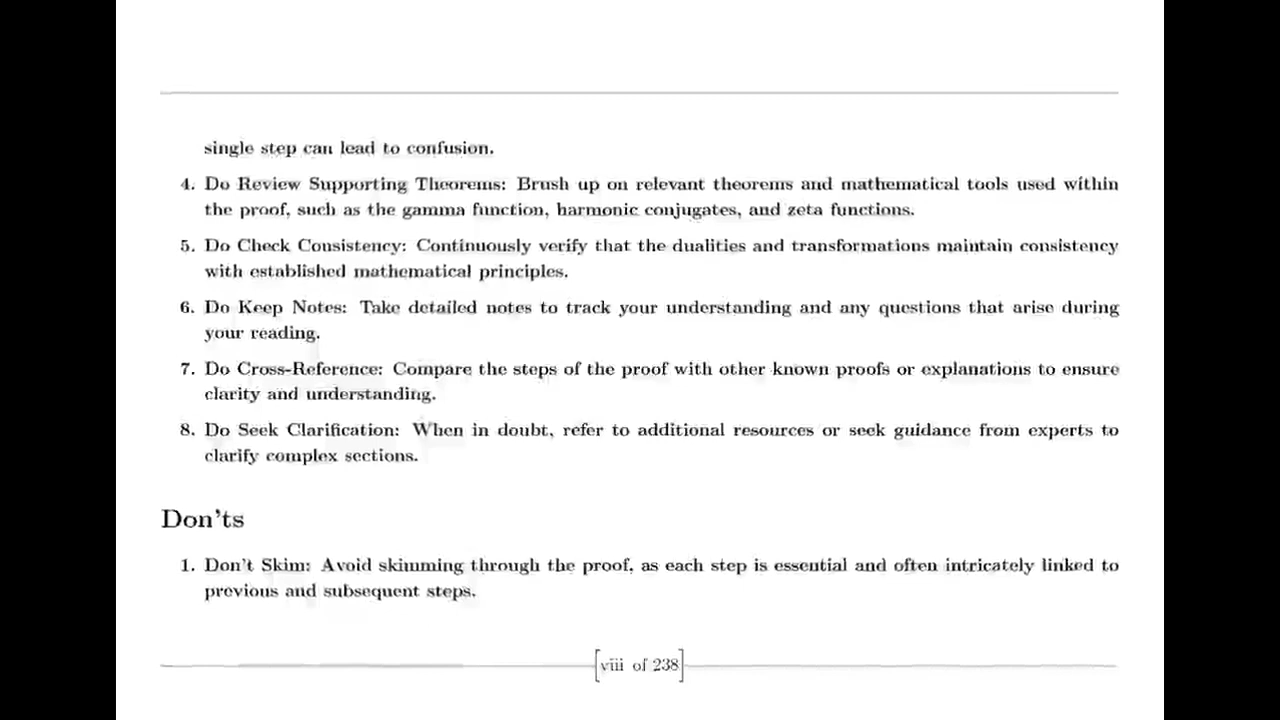 single step can lead to confusion.
4. Do Review Supporting Theorems: Brush up on relevant theorems and mathematical tools used within
the proof, such as the gamma function, harmonic conjugates, and zeta functions.
5. Do Check Consistency: Continuously verify that the dualities and transformations maintain consistency
with established mathematical principles.
6. Do Keep Notes: Take detailed notes to track your understanding and any questions that arise during
your reading.
7. Do Cross-Reference: Compare the steps of the proof with other known proofs or explanations to ensure
clarity and understanding.
8. Do Seek Clarification: When in doubt, refer to additional resources or seek guidance from experts to
clarify complex sections.
Don'ts
1. Don't Skim: Avoid skimming through the proof, as each step is essential and often intricately linked to
previous and subsequent steps.
[viii of 238]